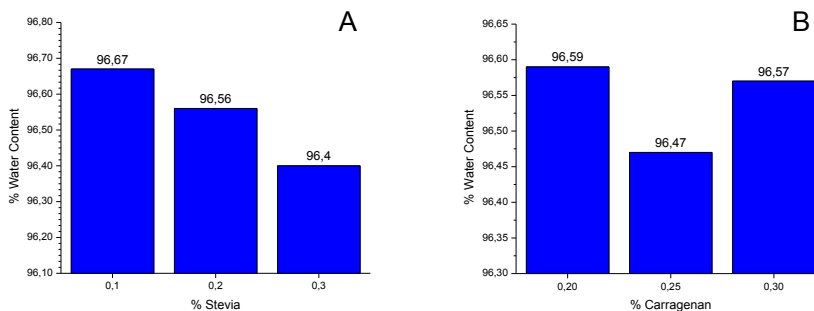 A
96,80
96,70
96,60
96,50
96,40
96,30
96,20
96,10
% Water Content
96,67
96,56
96,4
0,1 0,2 0,3
% Stevia
B
96,65
96,60
96,55
96,50
96,45
96,40
96,35
96,30
% Water Content
96,59
96,47
96,57
0,20 0,25 0,30
% Carragenan